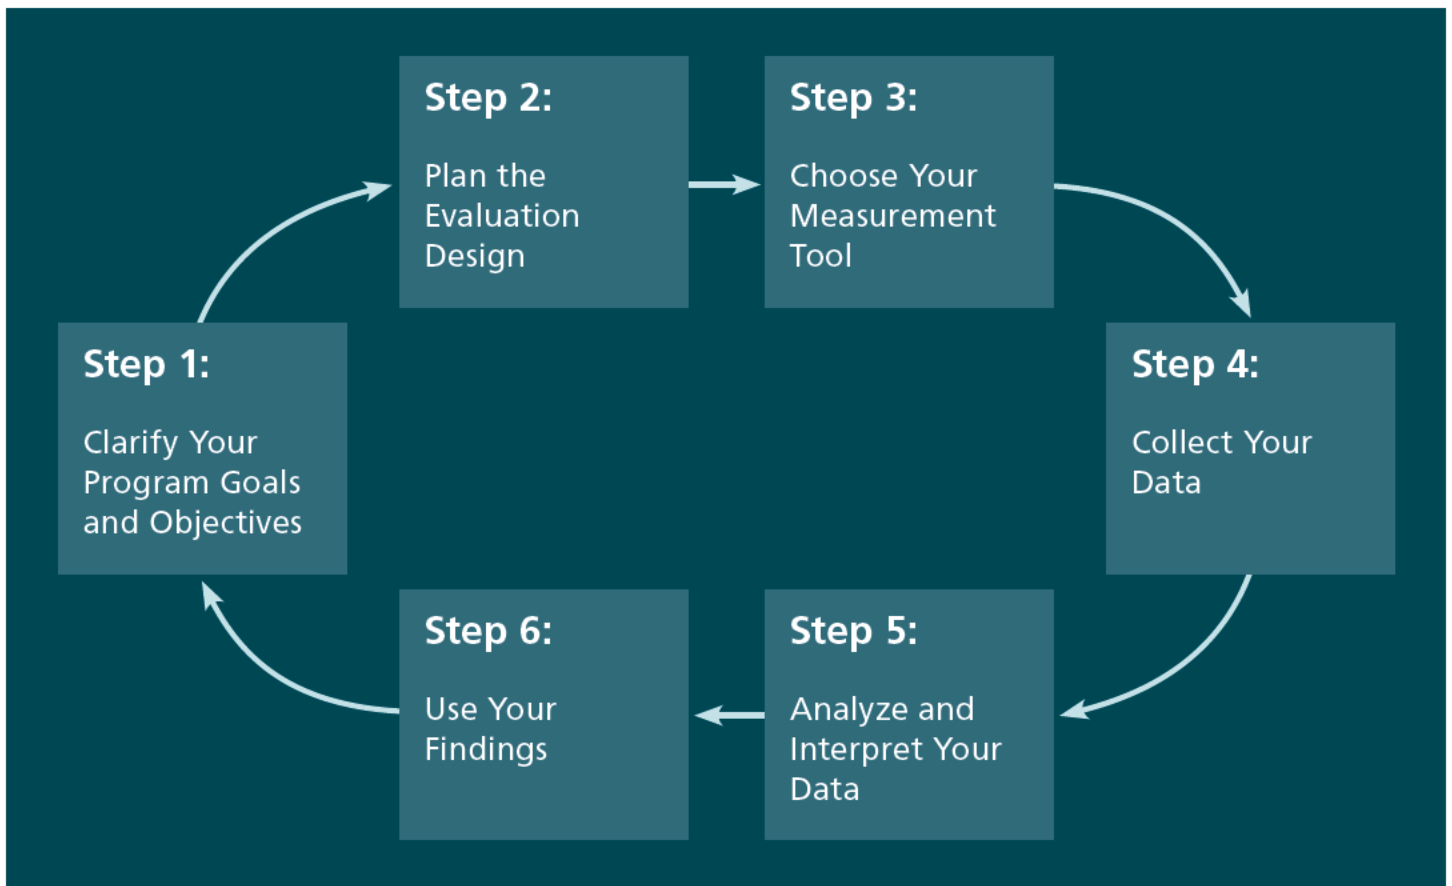 Step 1:
Clarify Your
Program Goals
and Objectives
Step 2:
Plan the
Evaluation
Design
Step 3:
Choose Your
Measurement
Tool
Step 4:
Collect Your
Data
Step 5:
Analyze and
Interpret Your
Data
Step 6:
Use Your
Findings